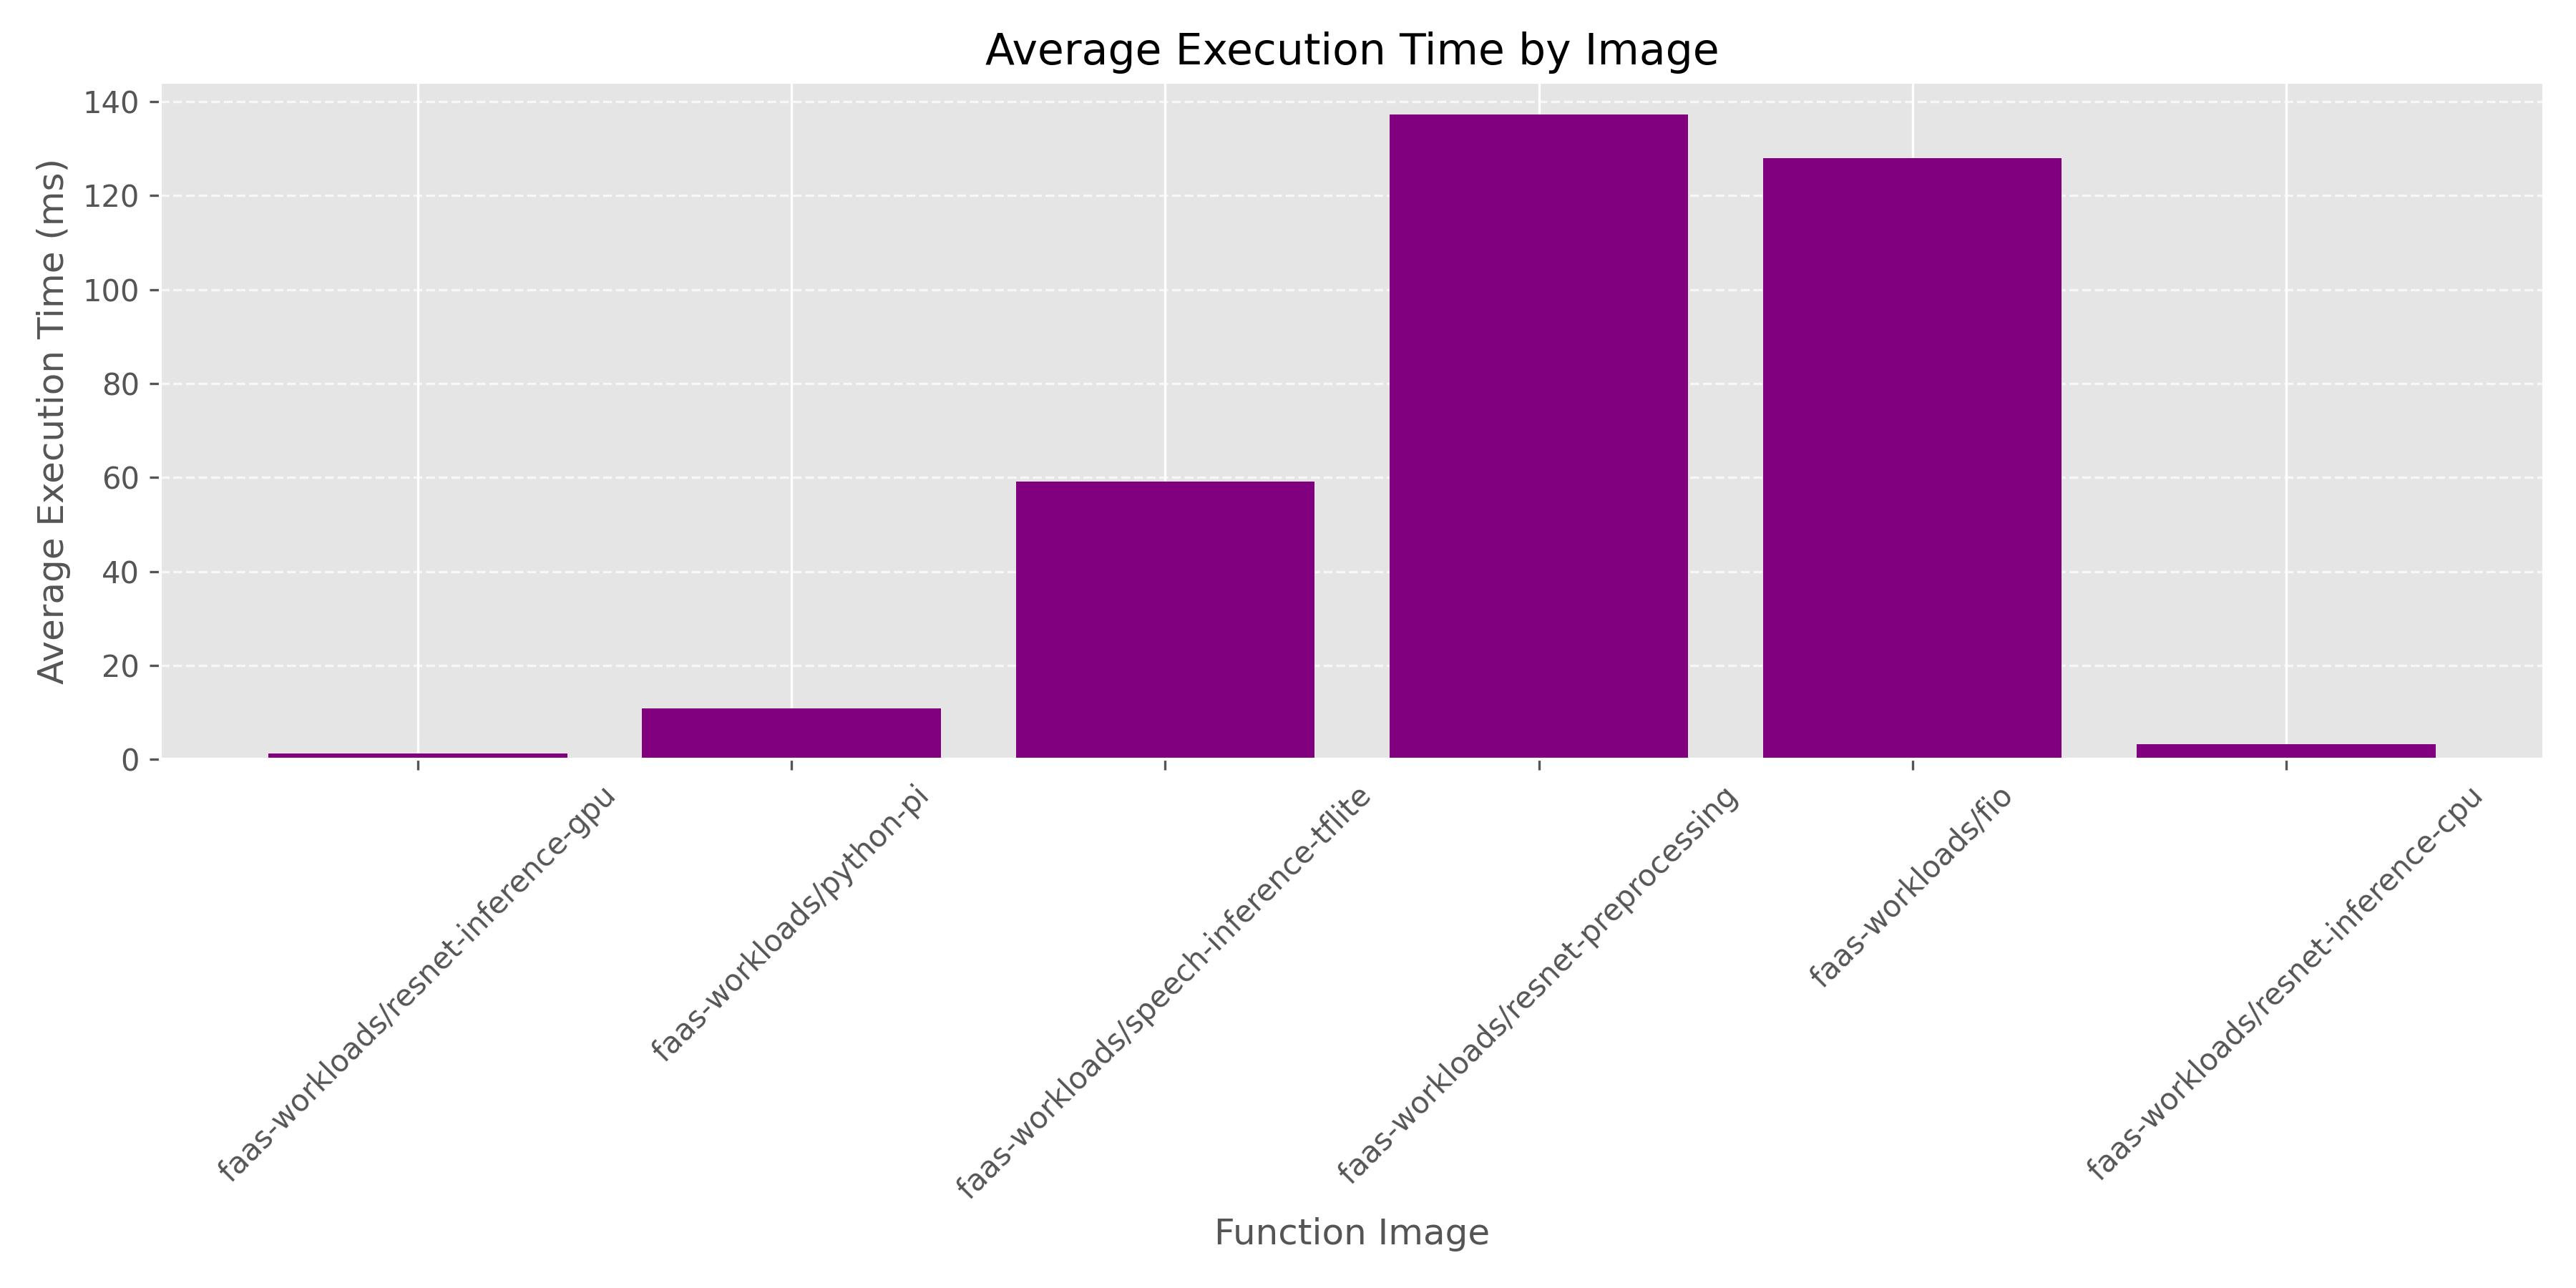 Average Execution Time by Image
Average Execution Time (ms)
140
120
100
80
60
40
20
0
faas-workloads/resnet-inference-gpu
faas-workloads/python-pi
faas-workloads/speech-inference-tflite
faas-workloads/resnet-preprocessing
faas-workloads/fio
faas-workloads/resnet-inference-cpu
Function Image